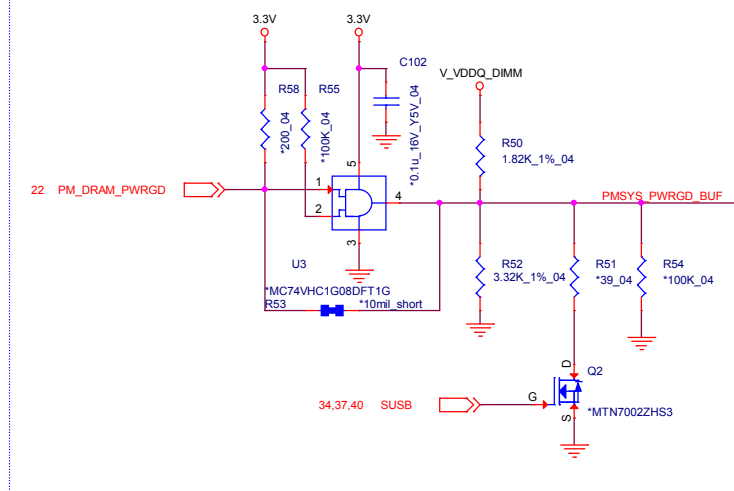 3.3V
3.3V
C102
*0.1u_16V_Y5V_04
R58
*200_04
R55
*100K_04
V_VDDQ_DIMM
R50
1.82K_1%_04
22 PM_DRAM_PWRGD
1
2
5
4
3
PMSYS_PWRGD_BUF
U3
*MC74VHC1G08DFT1G
R53
*10mil_short
R52
3.32K_1%_04
R51
*39_04
R54
*100K_04
34,37,40 SUSB
G
D
S
Q2
*MTN7002ZHS3